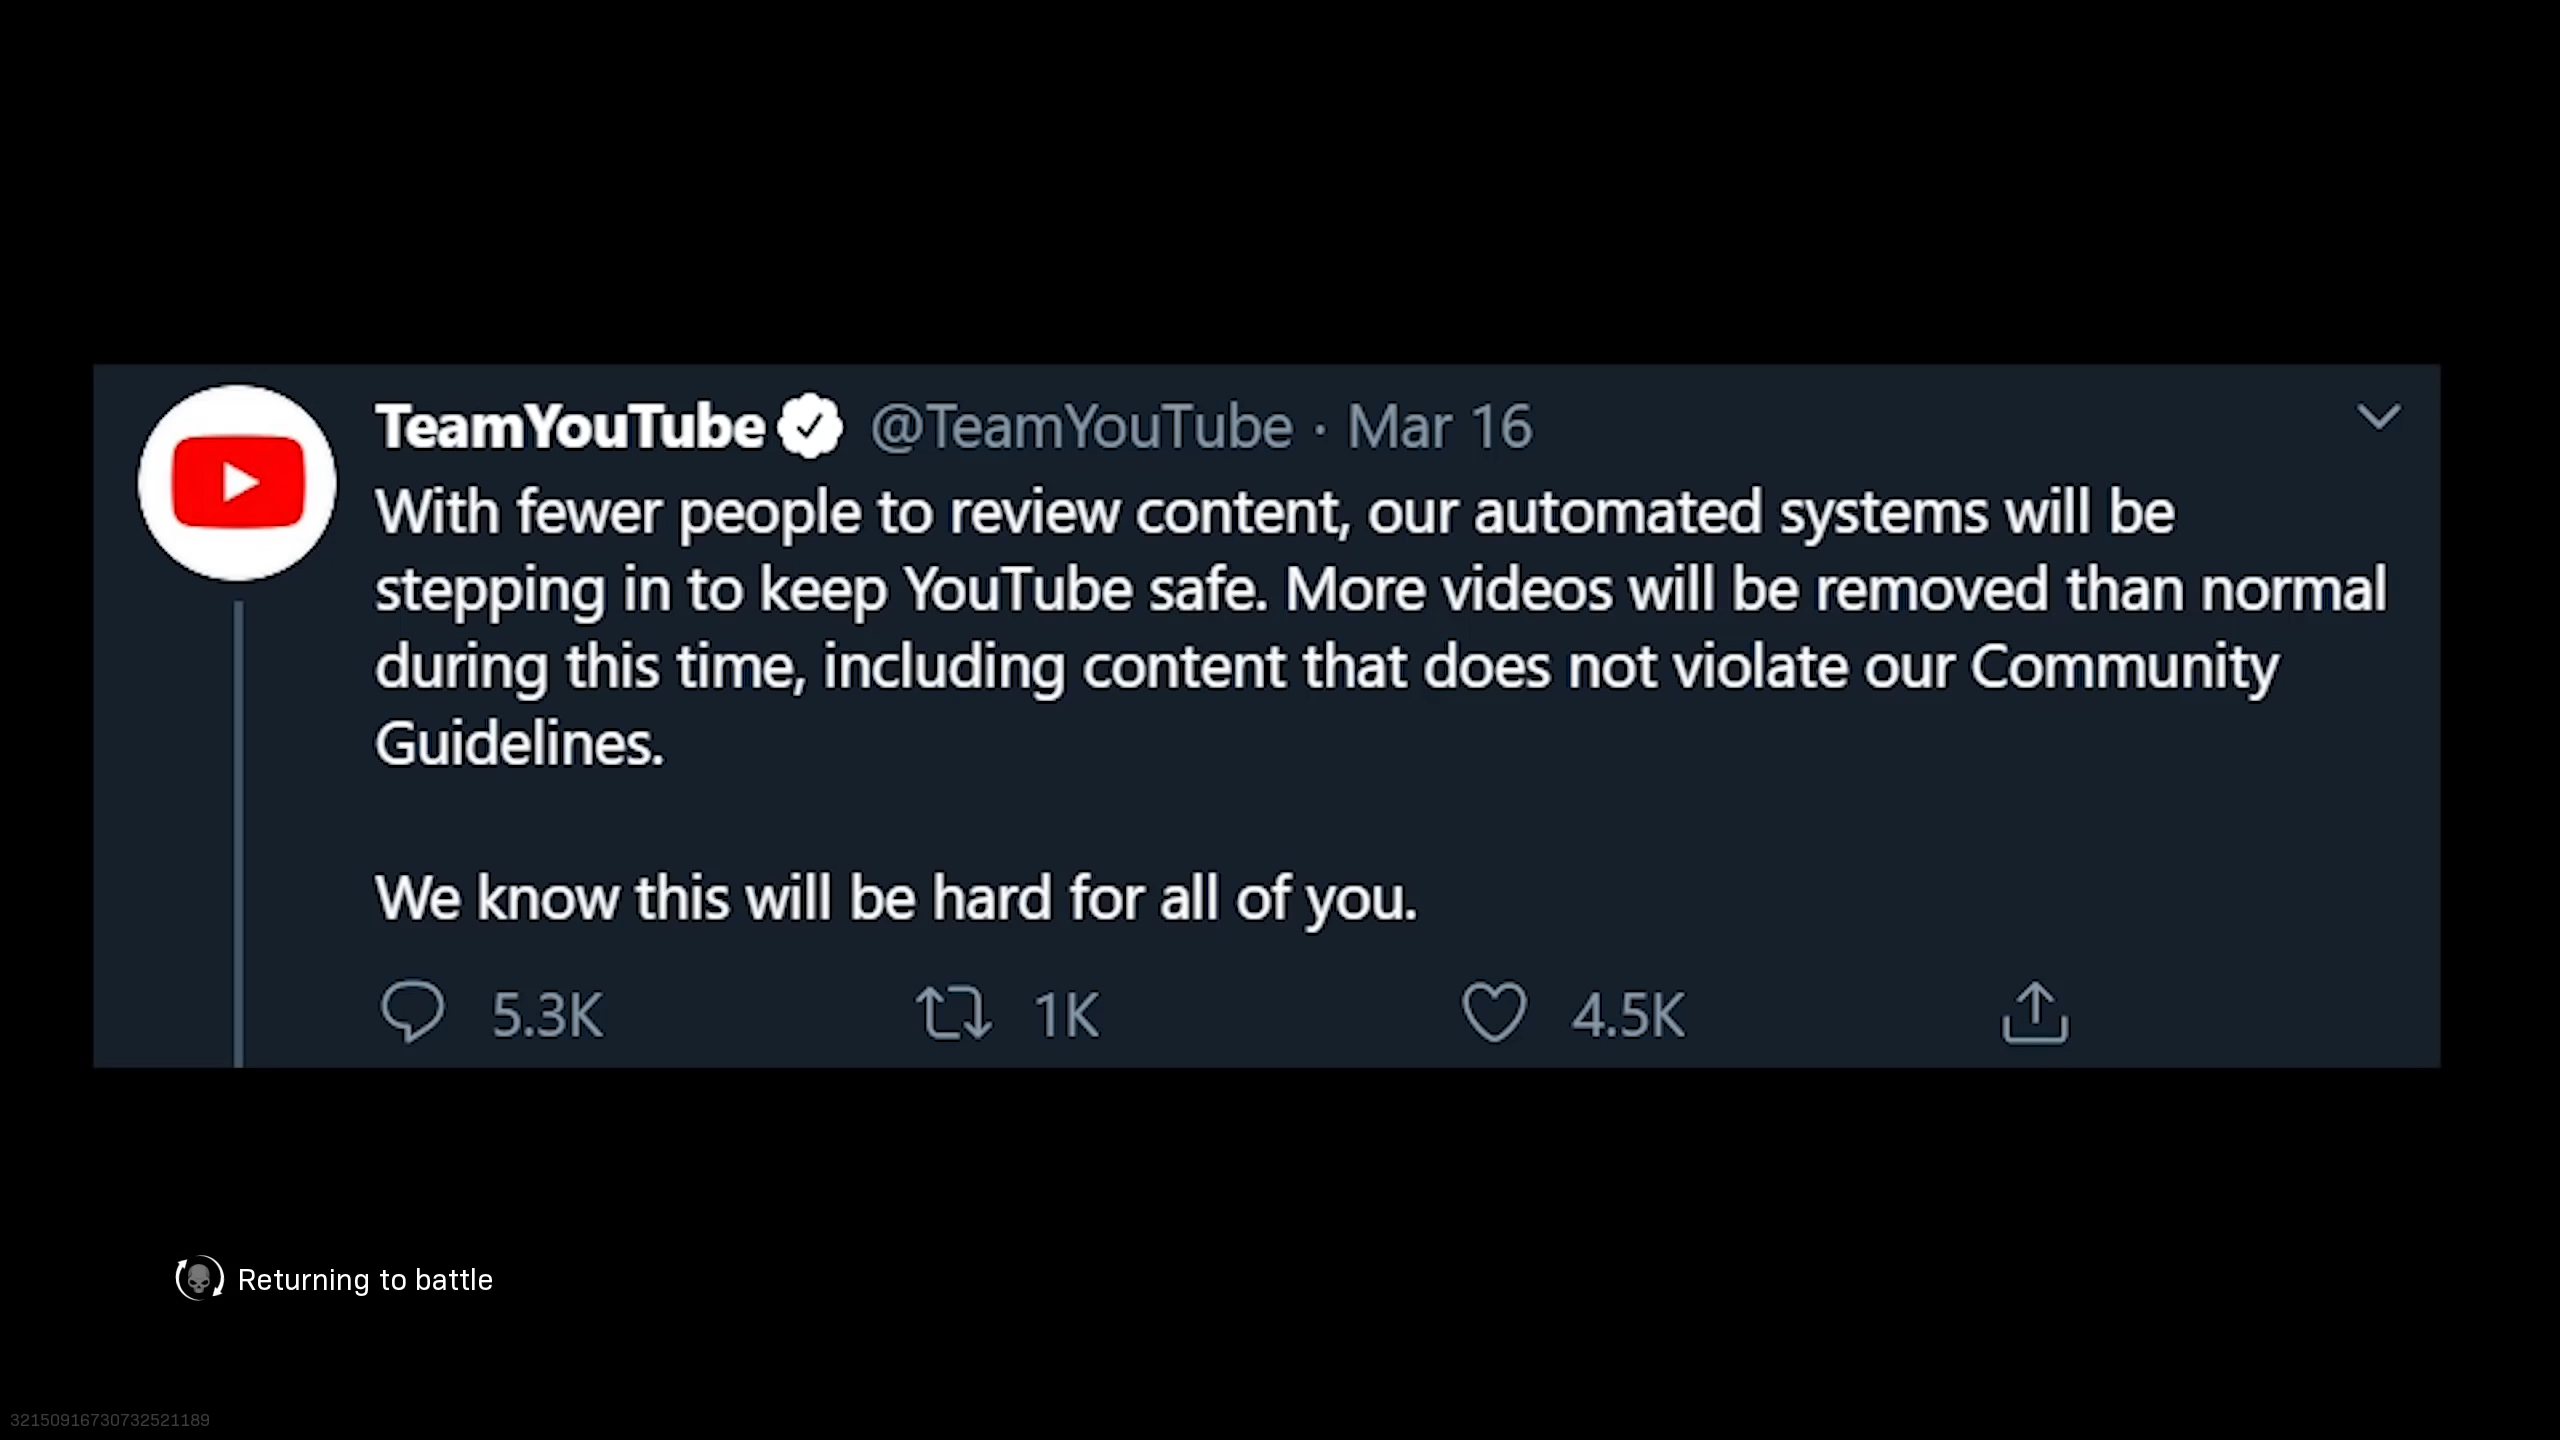 TeamYouTube @TeamYouTube · Mar 16
With fewer people to review content, our automated systems will be
stepping in to keep YouTube safe. More videos will be removed than normal
during this time, including content that does not violate our Community
Guidelines.
We know this will be hard for all of you.
5.3K 1K 4.5K
Returning to battle
32150916730732521189